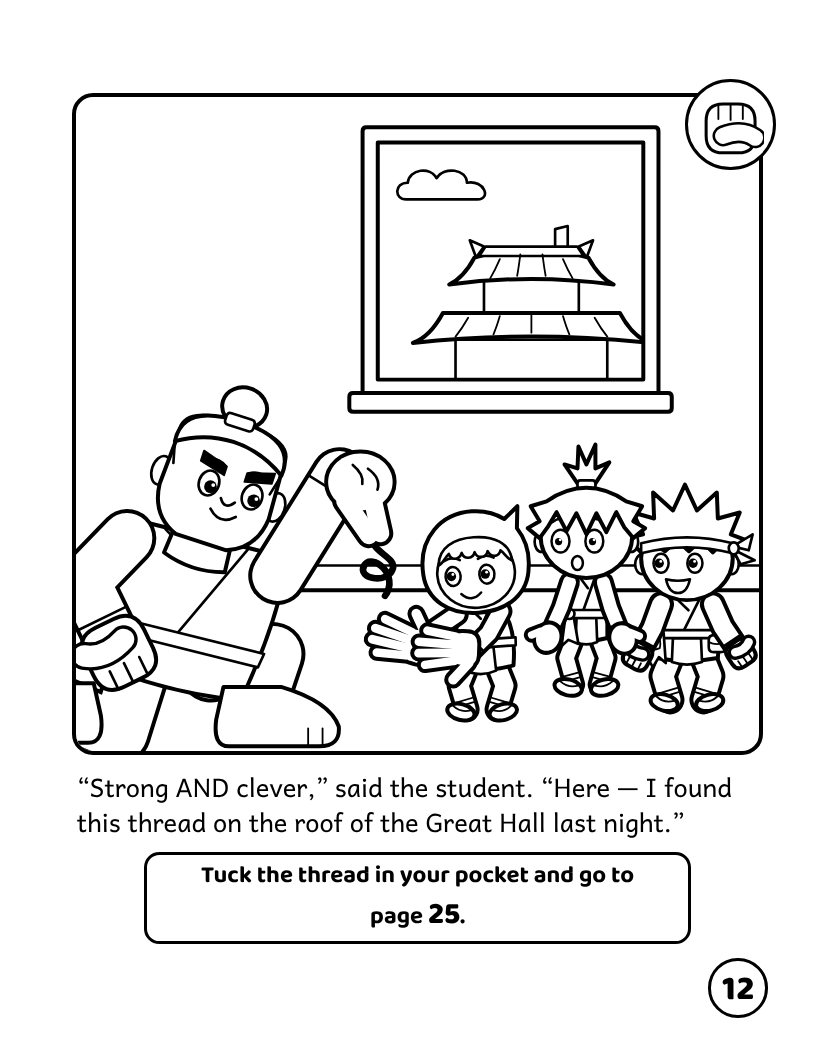 “Strong AND clever,” said the student. “Here — I found
this thread on the roof of the Great Hall last night.”
Tuck the thread in your pocket and go to
page 25.
12